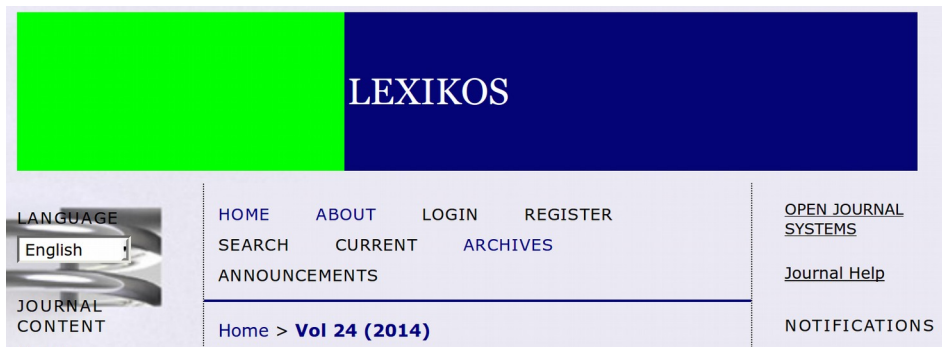 LEXIKOS
LANGUAGE
English
JOURNAL
CONTENT
HOME ABOUT LOGIN REGISTER
SEARCH CURRENT ARCHIVES
ANNOUNCEMENTS
Home > Vol 24 (2014)
OPEN JOURNAL
SYSTEMS
Journal Help
NOTIFICATIONS